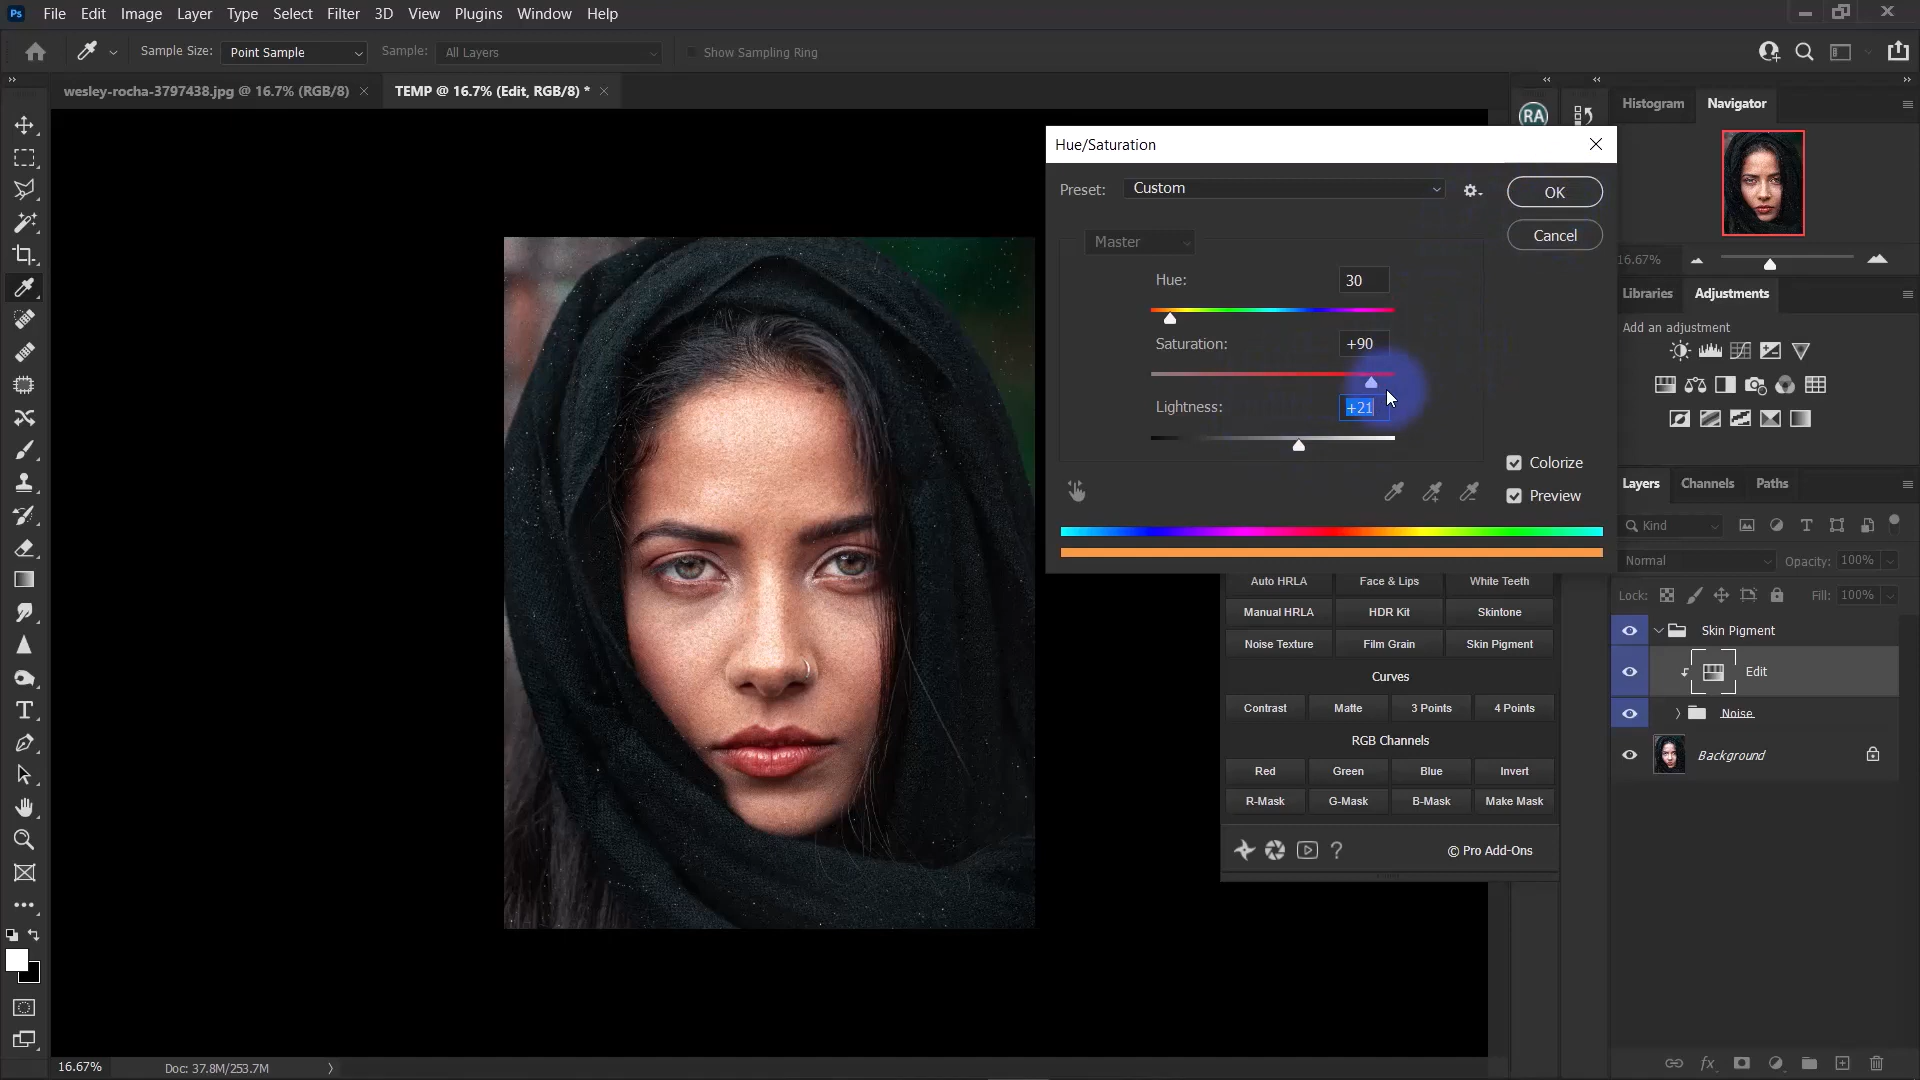 Ps File Edit Image Layer Type Select Filter 3D View Plugins Window Help
Sample Size: Point Sample Sample: All Layers Show Sampling Ring
wesley-rocha-3797438.jpg @ 16.7% (RGB/8) TEMP @ 16.7% (Edit, RGB/8) *
RA
Histogram Navigator
Hue/Saturation
Preset: Custom
OK
Cancel
Master
Hue: 30
Saturation: +90
Lightness: +21
Colorize
Preview
16.67%
Libraries Adjustments
Add an adjustment
Layers Channels Paths
Kind
Normal Opacity: 100%
Lock: Fill: 100%
Skin Pigment
Edit
Noise
Background
Auto HRLA Face & Lips White Teeth
Manual HRLA HDR Kit Skintone
Noise Texture Film Grain Skin Pigment
Curves
Contrast Matte 3 Points 4 Points
RGB Channels
Red Green Blue Invert
R-Mask G-Mask B-Mask Make Mask
? © Pro Add-Ons
16.67% Doc: 37.8M/253.7M
fx